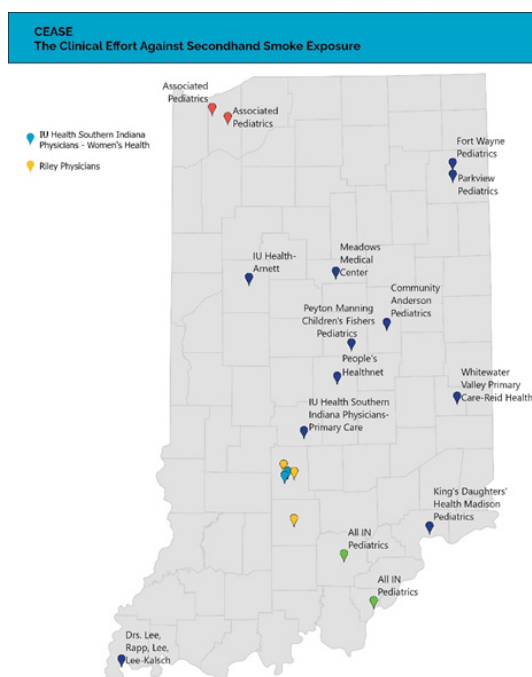 CEASE
The Clinical Effort Against Secondhand Smoke Exposure
Associated
Pediatrics
Associated
Pediatrics
IU Health Southern Indiana
Physicians - Women's Health
Riley Physicians
Fort Wayne
Pediatrics
Parkview
Pediatrics
IU Health-
Arnett
Meadows
Medical
Center
Community
Anderson
Pediatrics
Peyton Manning
Children's Fishers
Pediatrics
People's
Healthnet
Whitewater
Valley Primary
Care-Reid Health
IU Health Southern
Indiana Physicians-
Primary Care
King's Daughters'
Health Madison
Pediatrics
All IN
Pediatrics
All IN
Pediatrics
Drs. Lee,
Rapp, Lee,
Lee-Kalsch